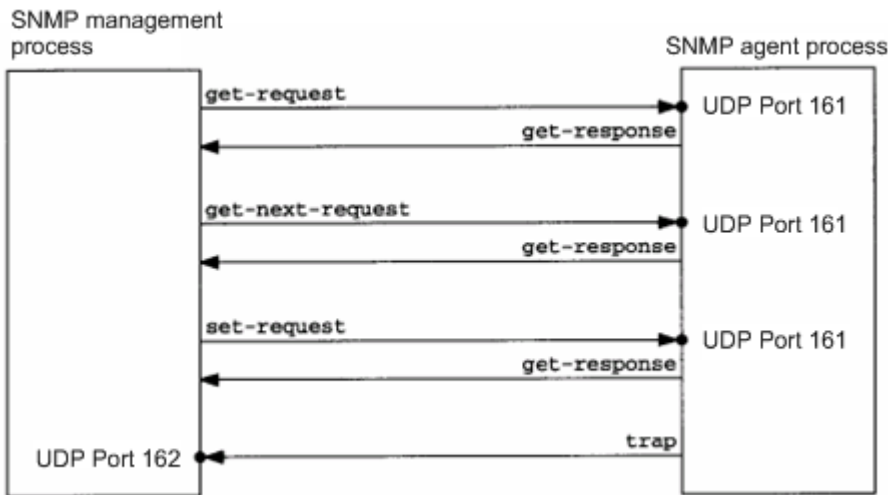 SNMP management
process
SNMP agent process
get-request
UDP Port 161
get-response
get-next-request
UDP Port 161
get-response
set-request
UDP Port 161
get-response
trap
UDP Port 162